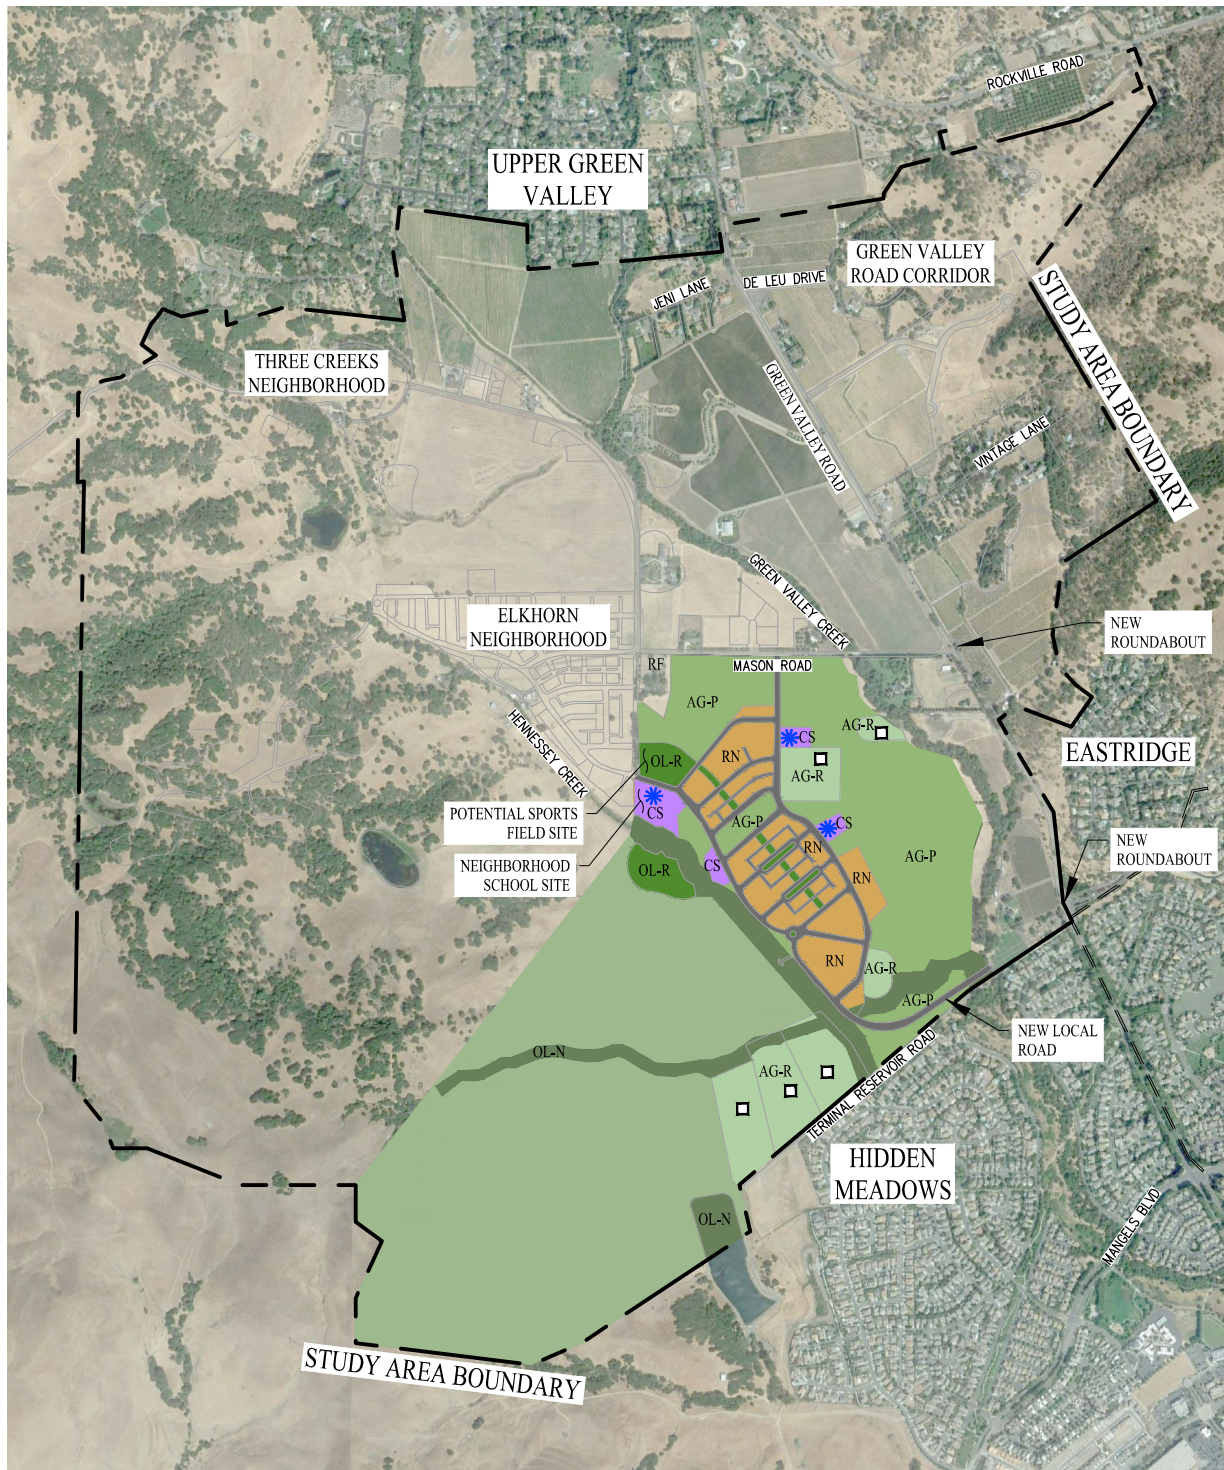 ROCKVILLE ROAD
UPPER GREEN
VALLEY
GREEN VALLEY
ROAD CORRIDOR
JENI LANE
DE LEU DRIVE
STUDY AREA BOUNDARY
THREE CREEKS
NEIGHBORHOOD
GREEN VALLEY ROAD
VINTAGE LANE
GREEN VALLEY CREEK
ELKHORN
NEIGHBORHOOD
NEW
ROUNDABOUT
RF
MASON ROAD
AG-P
HENNESSEY CREEK
AG-R
CS
EASTRIDGE
RN
OL-R
AG-R
POTENTIAL SPORTS
FIELD SITE
CS
AG-P
CS
NEW
ROUNDABOUT
NEIGHBORHOOD
SCHOOL SITE
OL-R
CS
RN
AG-P
RN
RN
AG-R
AG-P
NEW LOCAL
ROAD
OL-N
AG-R
TERMINAL RESERVOIR ROAD
HIDDEN
MEADOWS
OL-N
MANGELS BLVD
STUDY AREA BOUNDARY